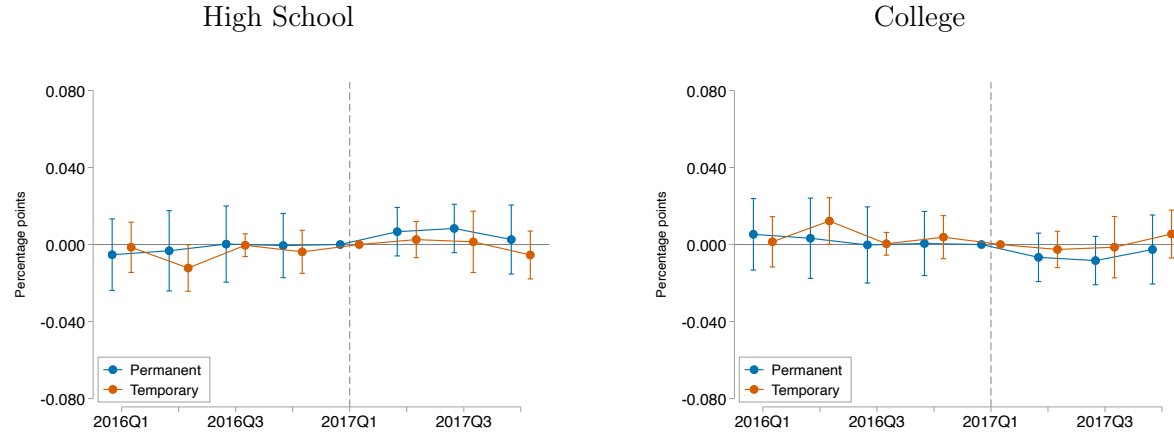 High School
Percentage points
0.080
0.040
0.000
-0.040
-0.080
Permanent
Temporary
2016Q1 2016Q3 2017Q1 2017Q3
College
Percentage points
0.080
0.040
0.000
-0.040
-0.080
Permanent
Temporary
2016Q1 2016Q3 2017Q1 2017Q3